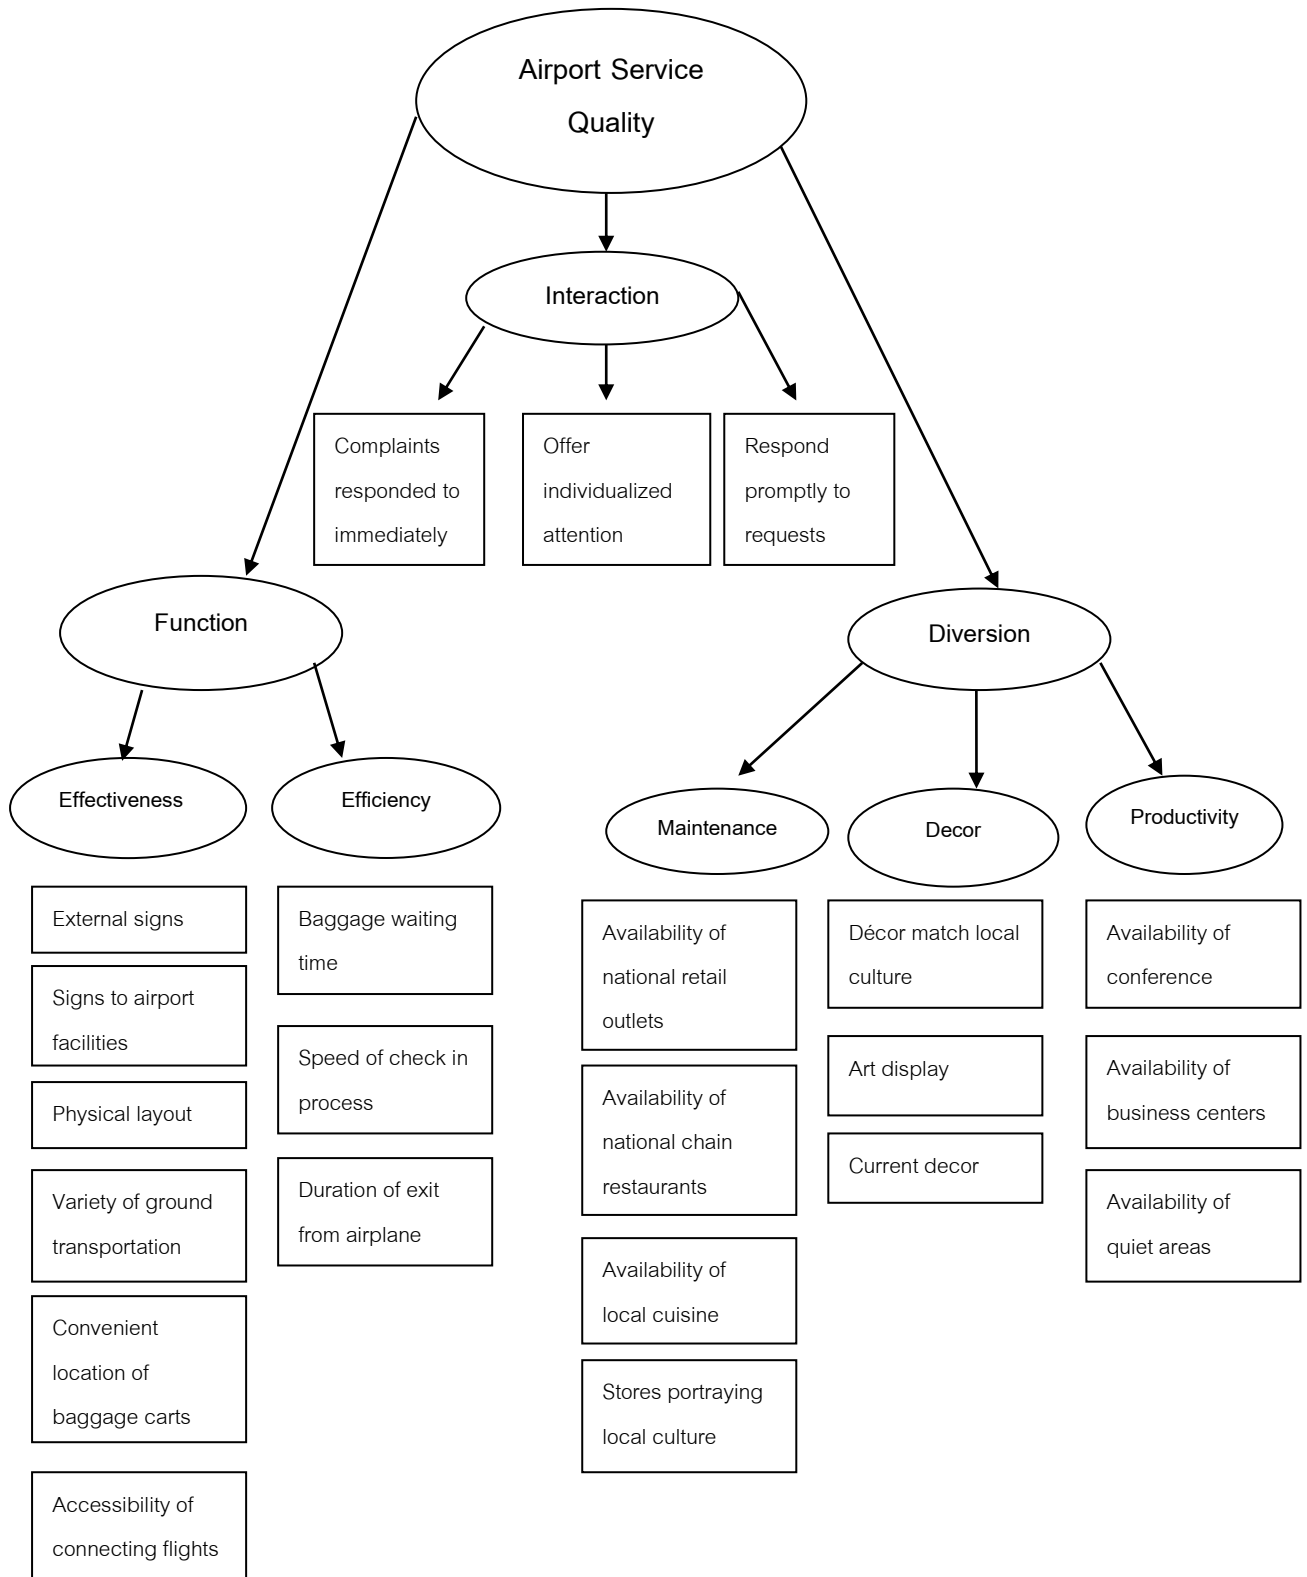 Airport Service
Quality
Interaction
Complaints
responded to
immediately
Offer
individualized
attention
Respond
promptly to
requests
Function
Diversion
Effectiveness
Efficiency
Maintenance
Decor
Productivity
External signs
Signs to airport
facilities
Physical layout
Variety of ground
transportation
Convenient
location of
baggage carts
Accessibility of
connecting flights
Baggage waiting
time
Speed of check in
process
Duration of exit
from airplane
Availability of
national retail
outlets
Availability of
national chain
restaurants
Availability of
local cuisine
Stores portraying
local culture
Décor match local
culture
Art display
Current decor
Availability of
conference
Availability of
business centers
Availability of
quiet areas